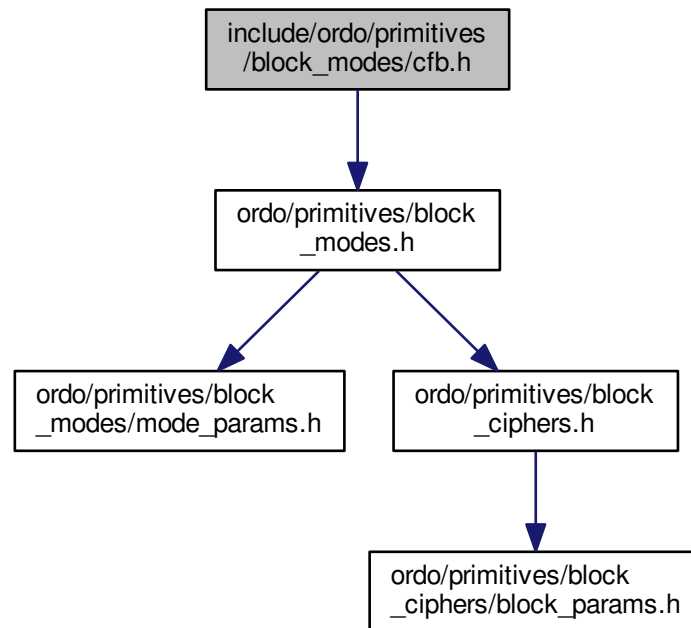 include/ordo/primitives
/block_modes/cfb.h
ordo/primitives/block
_modes.h
ordo/primitives/block
_modes/mode_params.h
ordo/primitives/block
_ciphers.h
ordo/primitives/block
_ciphers/block_params.h